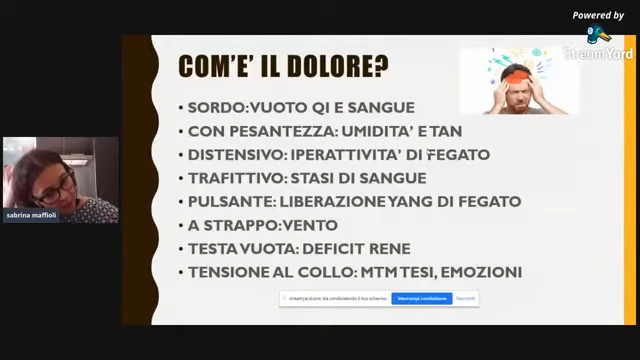 Powered by
StreamYard
COM'E' IL DOLORE?
• SORDO:VUOTO QI E SANGUE
• CON PESANTEZZA: UMIDITA' E TAN
• DISTENSIVO: IPERATTIVITA' DI FEGATO
• TRAFITTIVO: STASI DI SANGUE
• PULSANTE: LIBERAZIONE YANG DI FEGATO
• A STRAPPO:VENTO
• TESTA VUOTA: DEFICIT RENE
• TENSIONE AL COLLO: MTM TESI, EMOZIONI
sabrina maffioli
streamyard.com sta condividendo il tuo schermo.
Interrompi condivisione
Nascondi